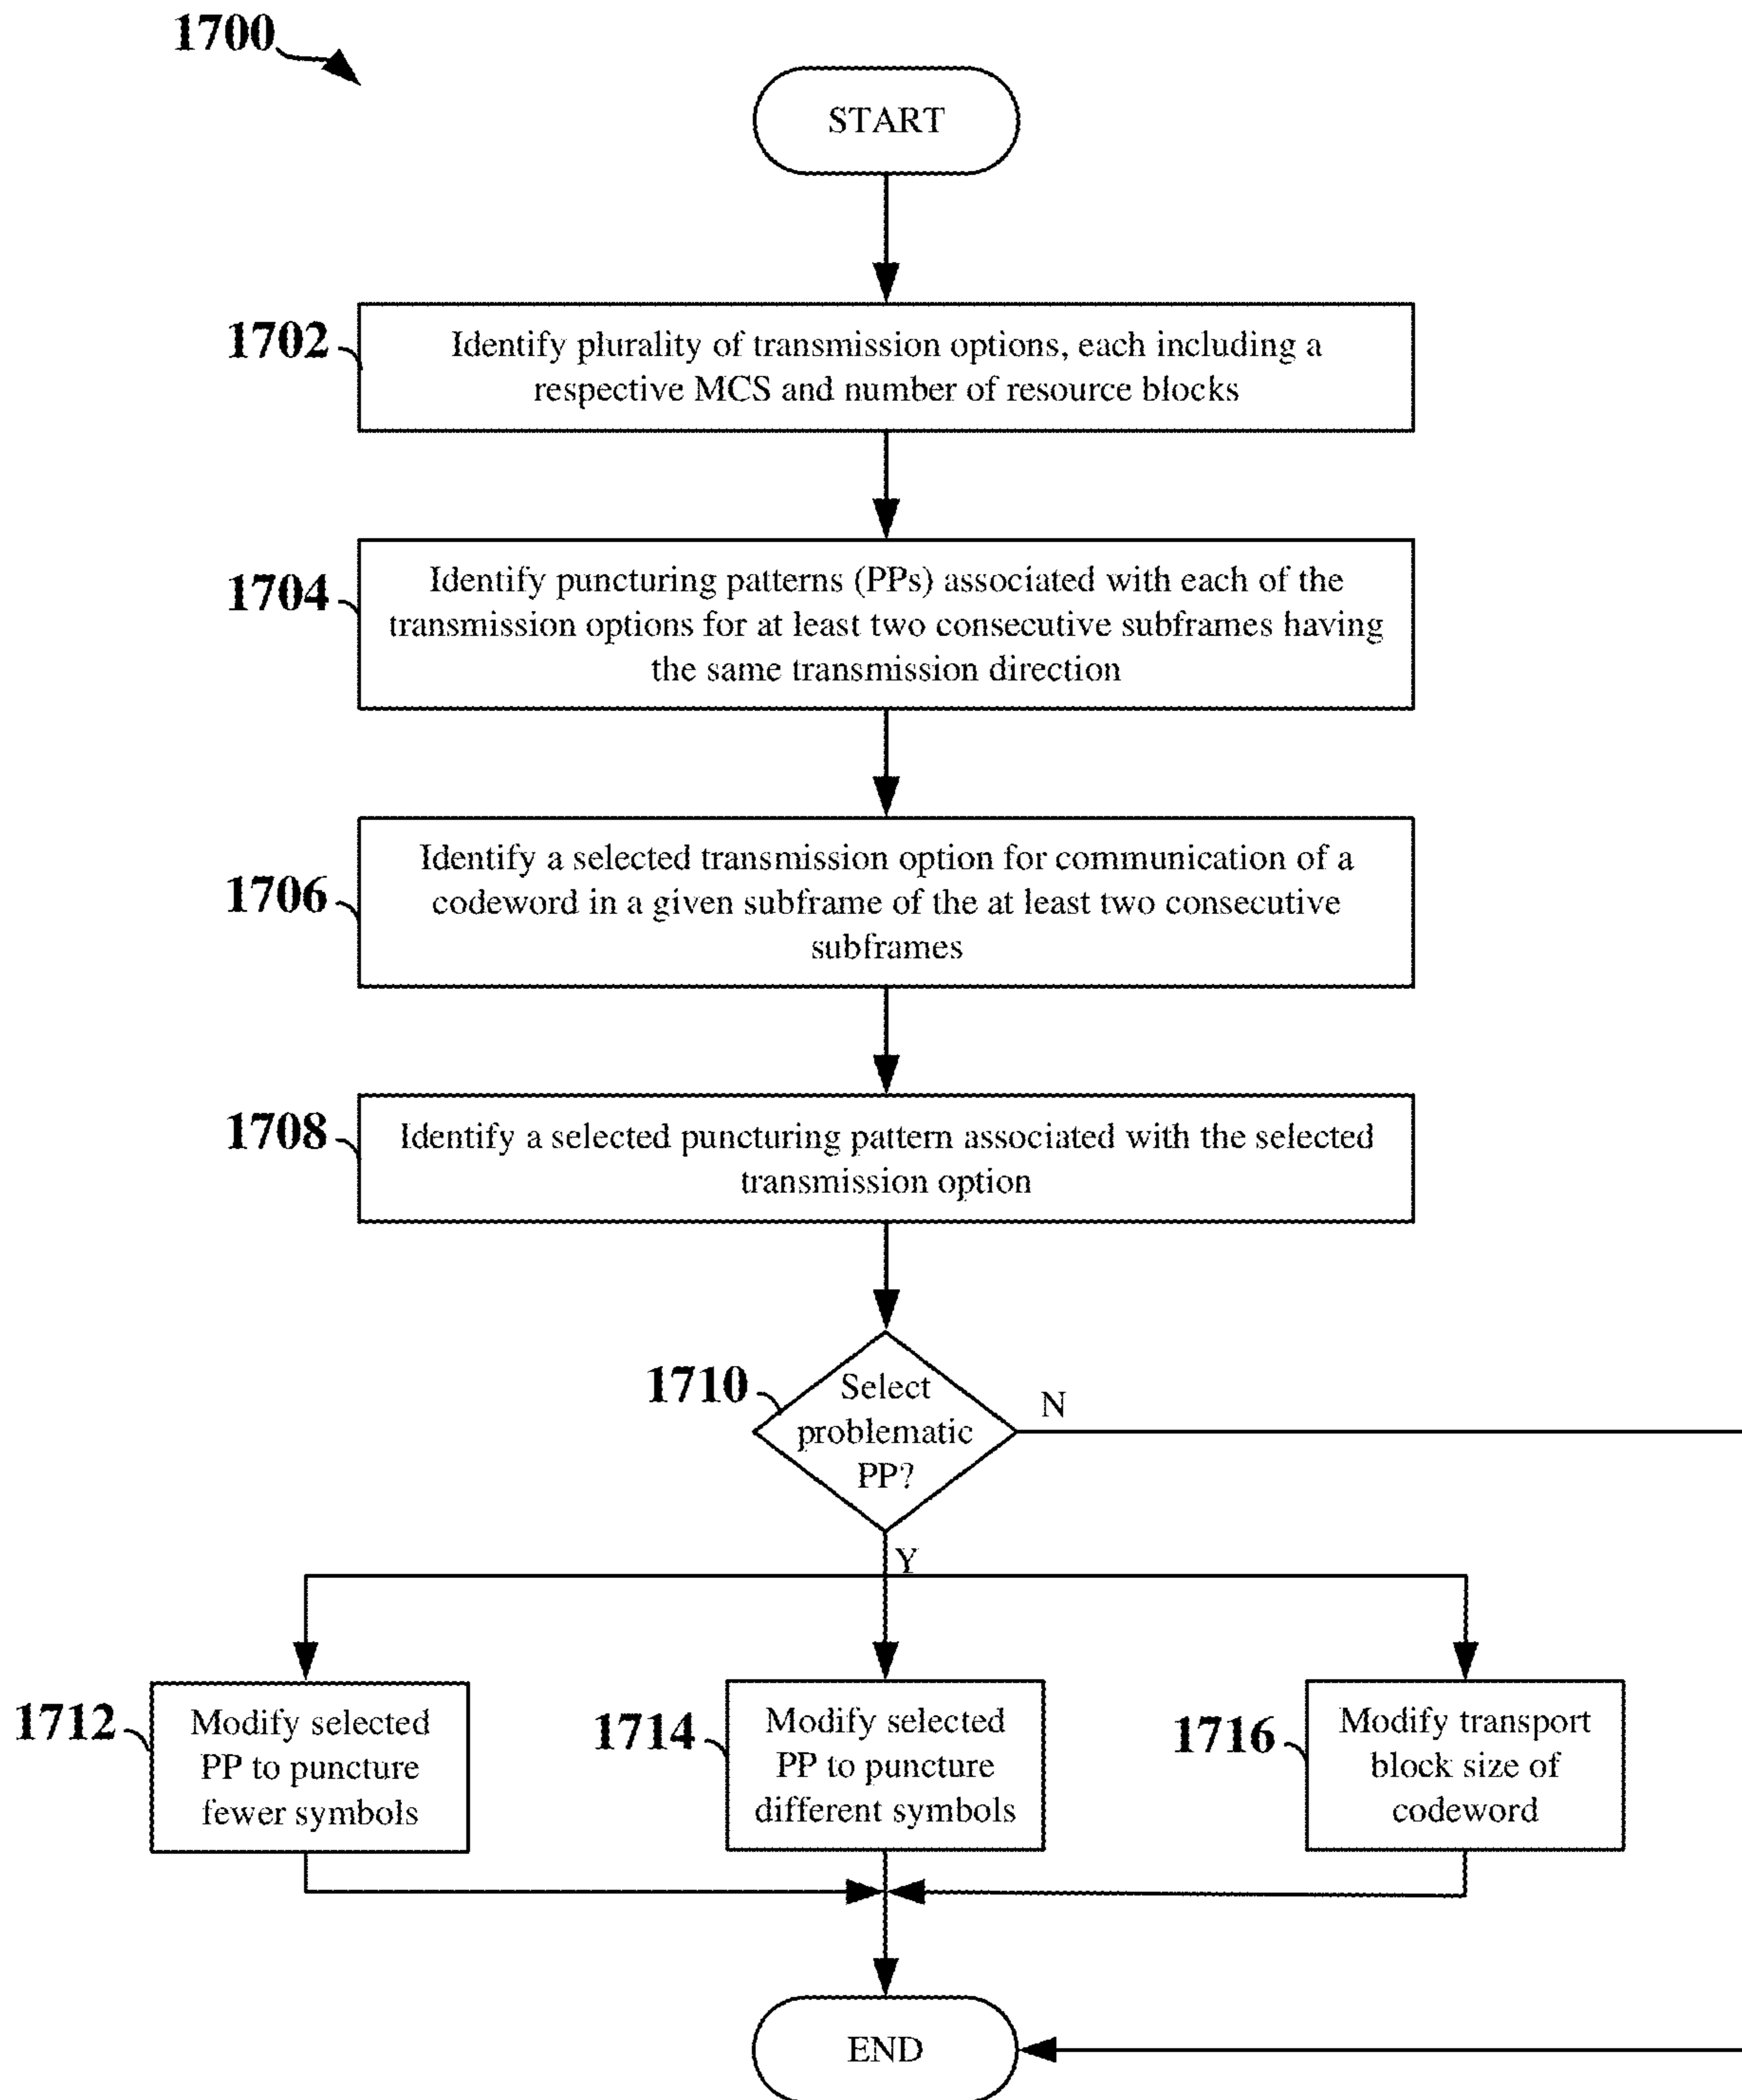 1700
START
1702
Identify plurality of transmission options, each including a
respective MCS and number of resource blocks
1704
Identify puncturing patterns (PPs) associated with each of the
transmission options for at least two consecutive subframes having
the same transmission direction
1706
Identify a selected transmission option for communication of a
codeword in a given subframe of the at least two consecutive
subframes
1708
Identify a selected puncturing pattern associated with the selected
transmission option
1710
Select
problematic
PP?
N
Y
1712
Modify selected
PP to puncture
fewer symbols
1714
Modify selected
PP to puncture
different symbols
1716
Modify transport
block size of
codeword
END